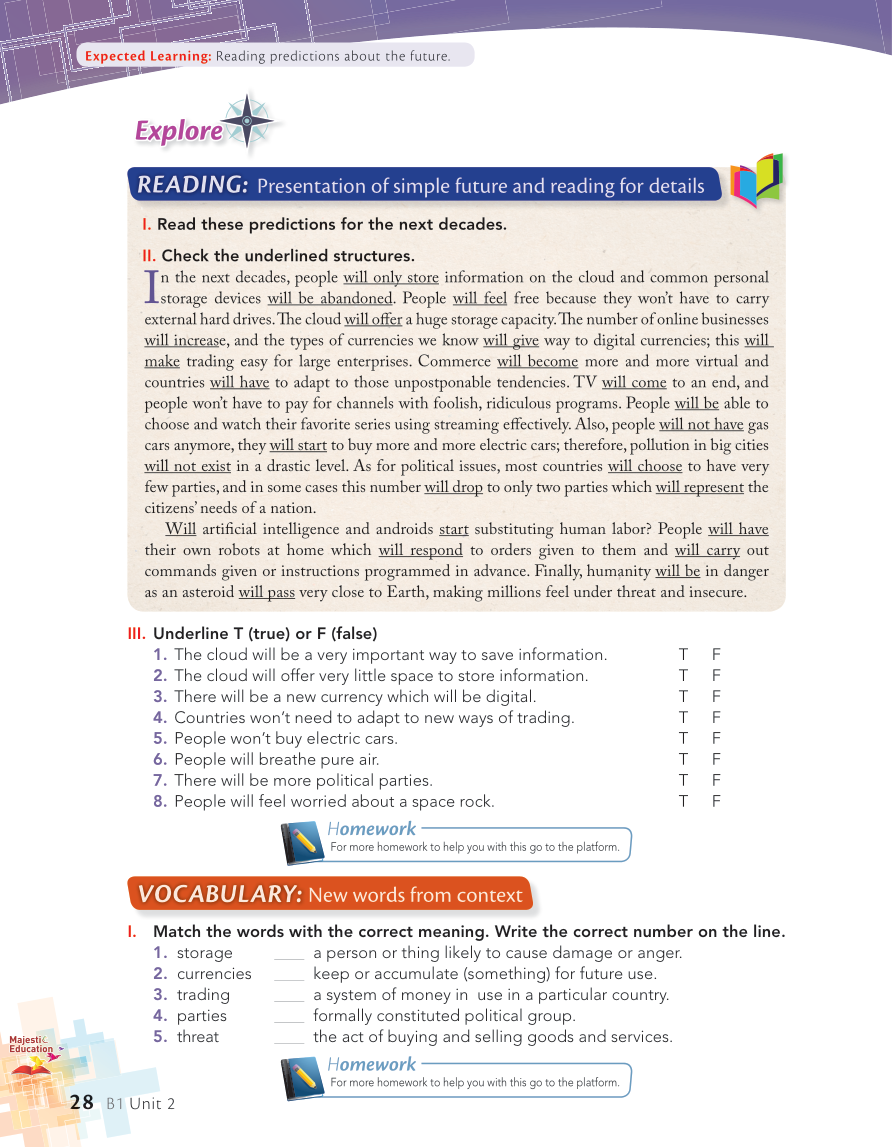 Expected Learning: Reading predictions about the future.
Explore
READING: Presentation of simple future and reading for details
I. Read these predictions for the next decades.
II. Check the underlined structures.
In the next decades, people will only store information on the cloud and common personal
storage devices will be abandoned. People will feel free because they won't have to carry
external hard drives. The cloud will offer a huge storage capacity. The number of online businesses
will increase, and the types of currencies we know will give way to digital currencies; this will
make trading easy for large enterprises. Commerce will become more and more virtual and
countries will have to adapt to those unpostponable tendencies. TV will come to an end, and
people won't have to pay for channels with foolish, ridiculous programs. People will be able to
choose and watch their favorite series using streaming effectively. Also, people will not have gas
cars anymore, they will start to buy more and more electric cars; therefore, pollution in big cities
will not exist in a drastic level. As for political issues, most countries will choose to have very
few parties, and in some cases this number will drop to only two parties which will represent the
citizens' needs of a nation.
Will artificial intelligence and androids start substituting human labor? People will have
their own robots at home which will respond to orders given to them and will carry out
commands given or instructions programmed in advance. Finally, humanity will be in danger
as an asteroid will pass very close to Earth, making millions feel under threat and insecure.
III. Underline T (true) or F (false)
1. The cloud will be a very important way to save information. T F
2. The cloud will offer very little space to store information. T F
3. There will be a new currency which will be digital. T F
4. Countries won't need to adapt to new ways of trading. T F
5. People won't buy electric cars. T F
6. People will breathe pure air. T F
7. There will be more political parties. T F
8. People will feel worried about a space rock. T F
Homework
For more homework to help you with this go to the platform.
VOCABULARY: New words from context
I. Match the words with the correct meaning. Write the correct number on the line.
1. storage ____ a person or thing likely to cause damage or anger.
2. currencies ____ keep or accumulate (something) for future use.
3. trading ____ a system of money in use in a particular country.
4. parties ____ formally constituted political group.
5. threat ____ the act of buying and selling goods and services.
Homework
For more homework to help you with this go to the platform.
Majestic
Education
28 B1 Unit 2